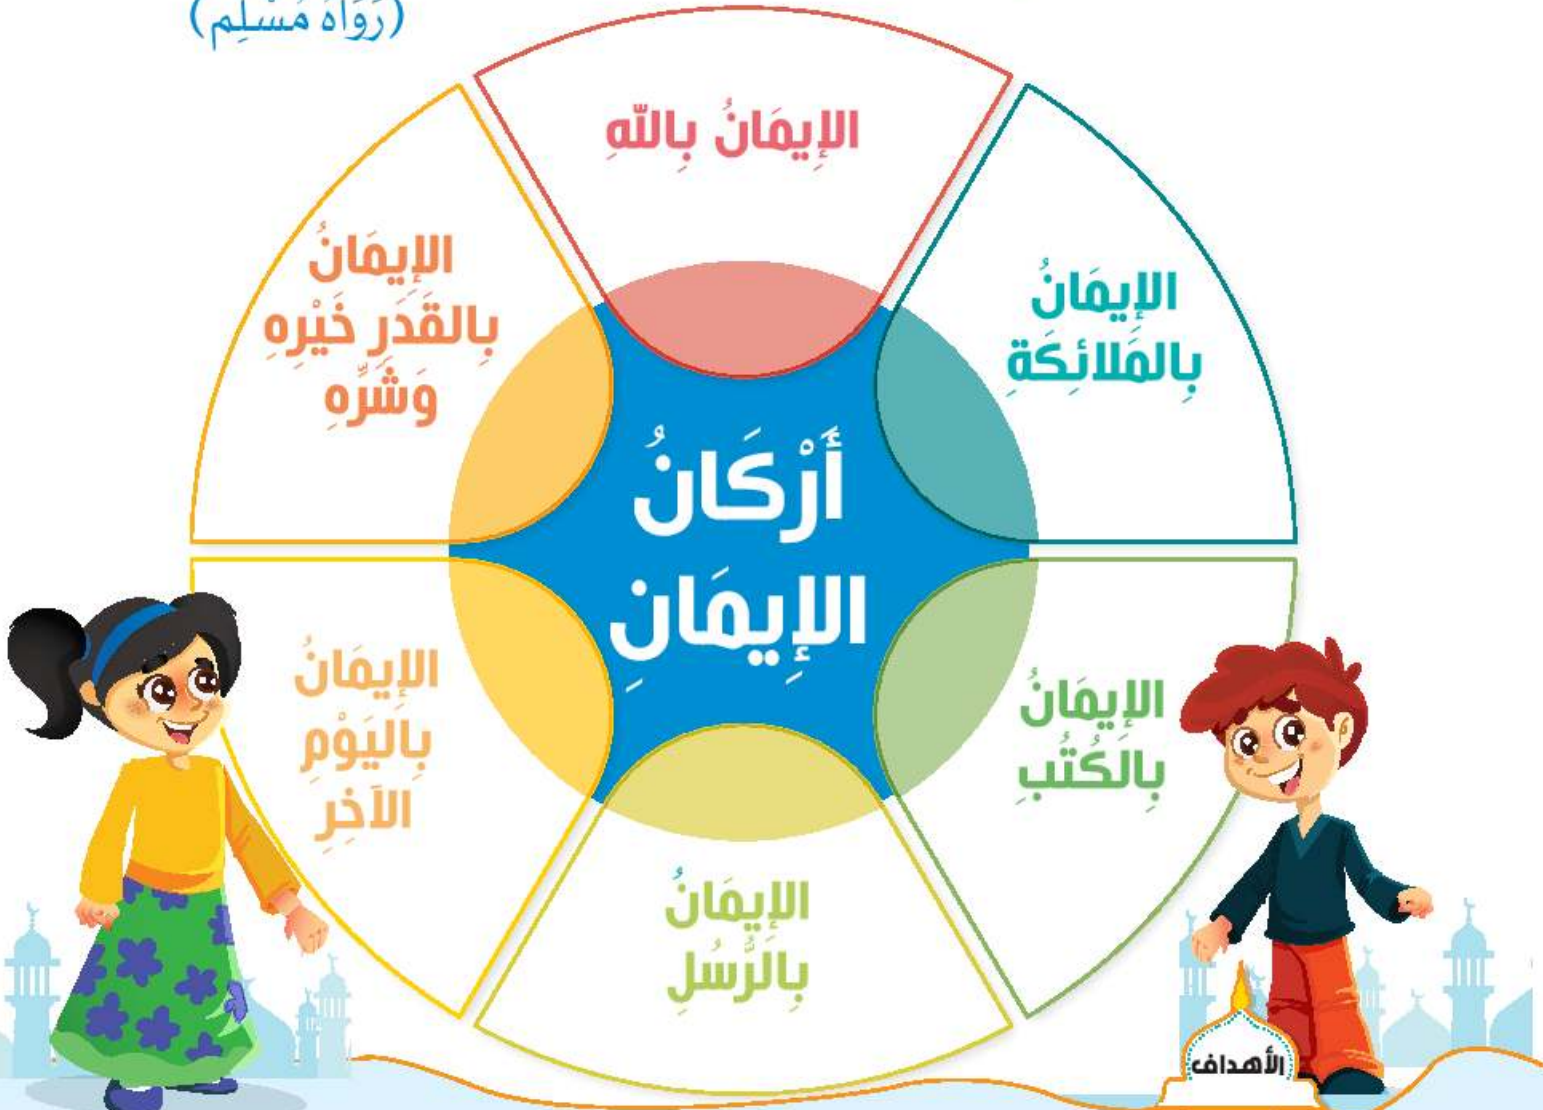 (رَوَاهُ مُسْلِم)
أَرْكَانُ
الإِيمَانِ
الإِيمَانُ بِاللّٰهِ
الإِيمَانُ
بِالمَلائِكَةِ
الإِيمَانُ
بِالكُتُبِ
الإِيمَانُ
بِالرُّسُلِ
الإِيمَانُ
بِاليَوْمِ
الآخِرِ
الإِيمَانُ
بِالقَدَرِ خَيْرِهِ
وَشَرِّهِ
الأهداف